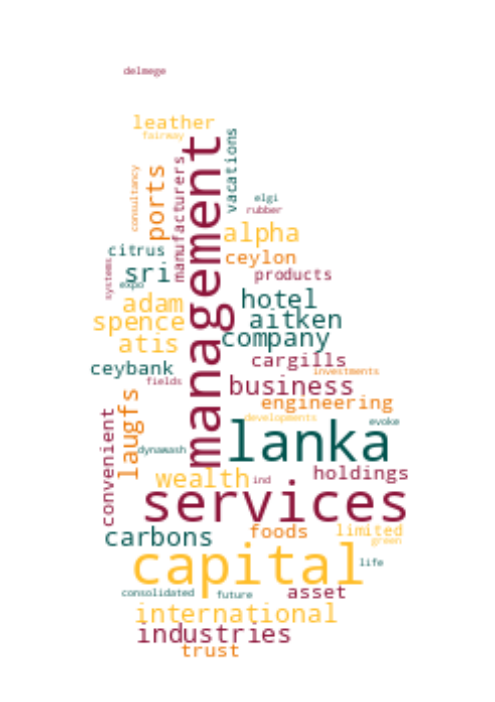 delmege
leather
fairway
management
vacations
manufacturers
ports
consultancy
elgi
rubber
alpha
citrus
ceylon
sri
systems
expo
products
adam
hotel
spence
aitken
atis
company
ceybank
cargills
investments
fields
business
laugfs
engineering
convenient
developments
evoke
lanka
dynawash
wealth
ind
holdings
services
carbons
foods
limited
green
capital
life
consolidated
future
asset
international
industries
trust